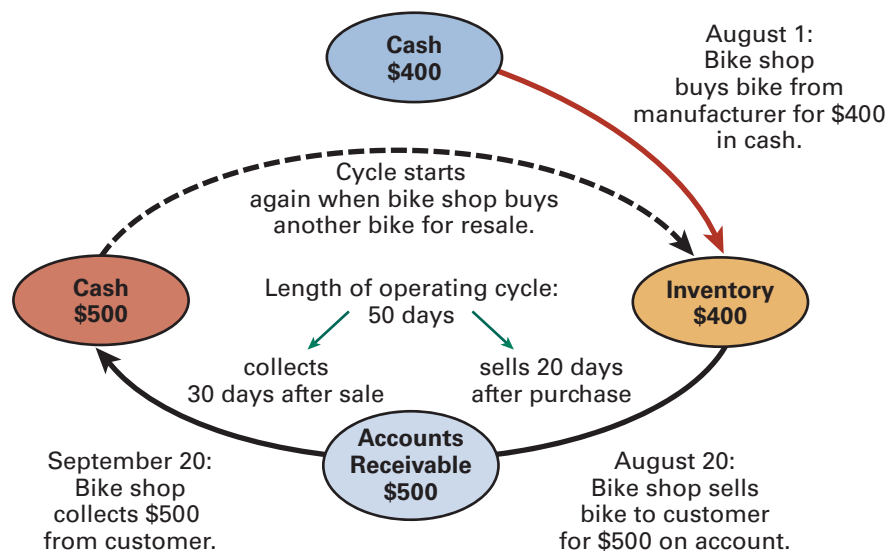 Cash
$400
August 1:
Bike shop
buys bike from
manufacturer for $400
in cash.
Cycle starts
again when bike shop buys
another bike for resale.
Cash
$500
Length of operating cycle:
50 days
Inventory
$400
collects
30 days after sale
sells 20 days
after purchase
Accounts
Receivable
$500
September 20:
Bike shop
collects $500
from customer.
August 20:
Bike shop sells
bike to customer
for $500 on account.